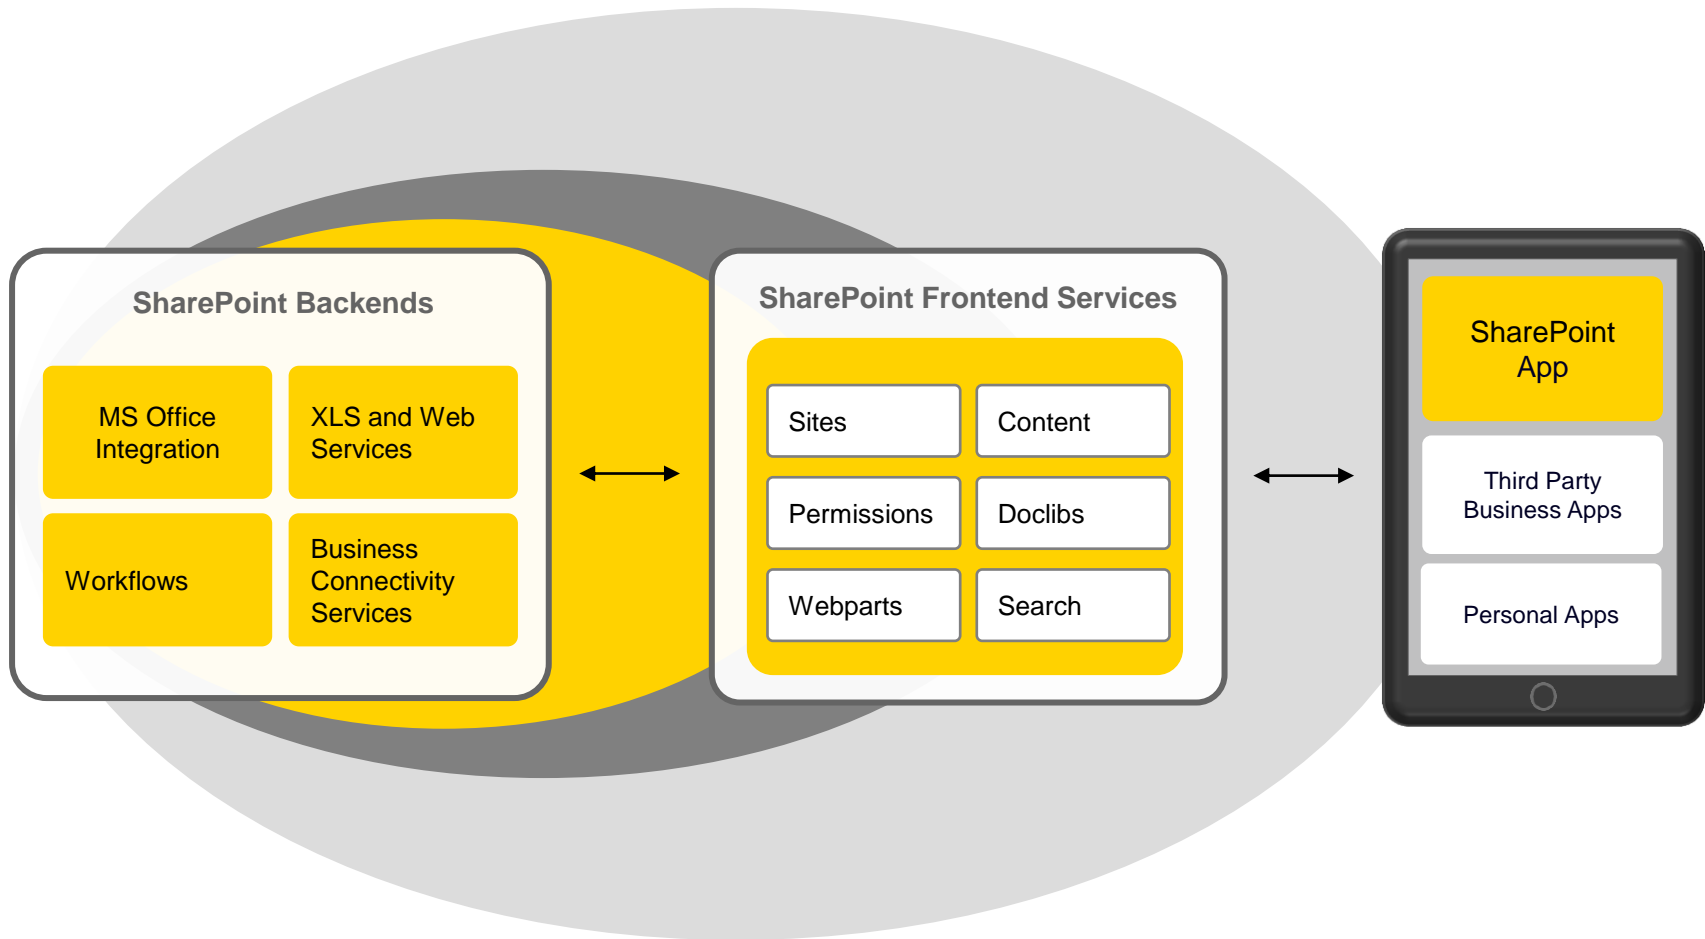 SharePoint Backends
MS Office
Integration
XLS and Web
Services
Workflows
Business
Connectivity
Services
SharePoint Frontend Services
Sites
Content
Permissions
Doclibs
Webparts
Search
SharePoint
App
Third Party
Business Apps
Personal Apps